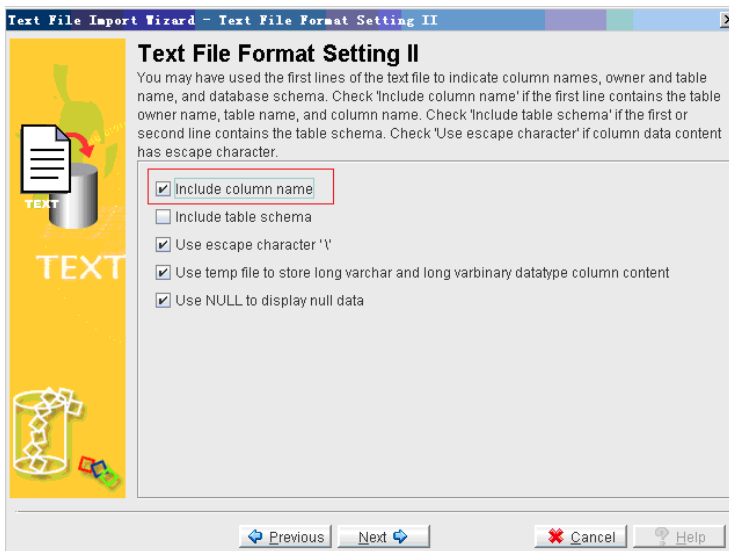 Text File Import Wizard - Text File Format Setting II
Text File Format Setting II
You may have used the first lines of the text file to indicate column names, owner and table
name, and database schema. Check 'Include column name' if the first line contains the table
owner name, table name, and column name. Check 'Include table schema' if the first or
second line contains the table schema. Check 'Use escape character' if column data content
has escape character.
Include column name
Include table schema
Use escape character '\'
Use temp file to store long varchar and long varbinary datatype column content
Use NULL to display null data
TEXT
TEXT
Previous
Next
Cancel
Help